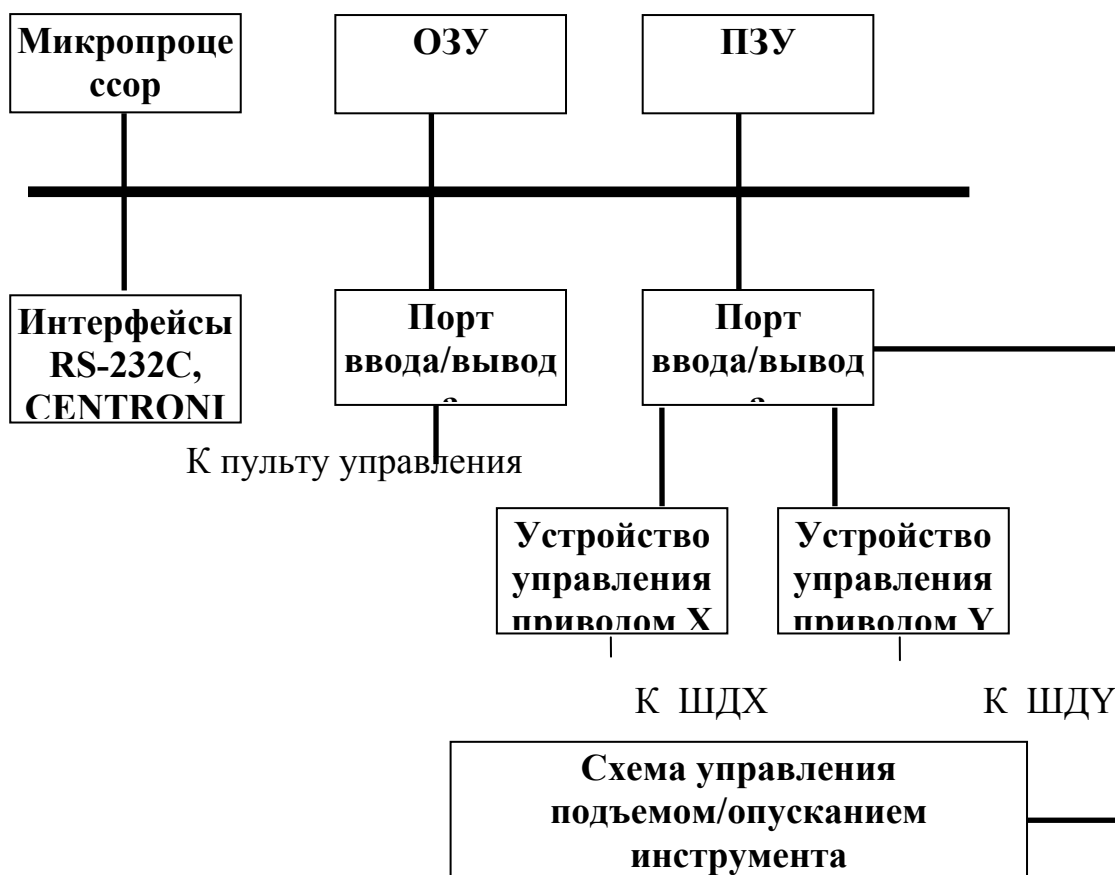 Микропроце
ссор
ОЗУ
ПЗУ
Интерфейсы
RS-232C,
CENTRONI
Порт
ввода/вывод
а
Порт
ввода/вывод
а
К пульту управления
Устройство
управления
приводом X
Устройство
управления
приводом Y
К ШДХ
К ШДY
Схема управления
подъемом/опусканием
инструмента